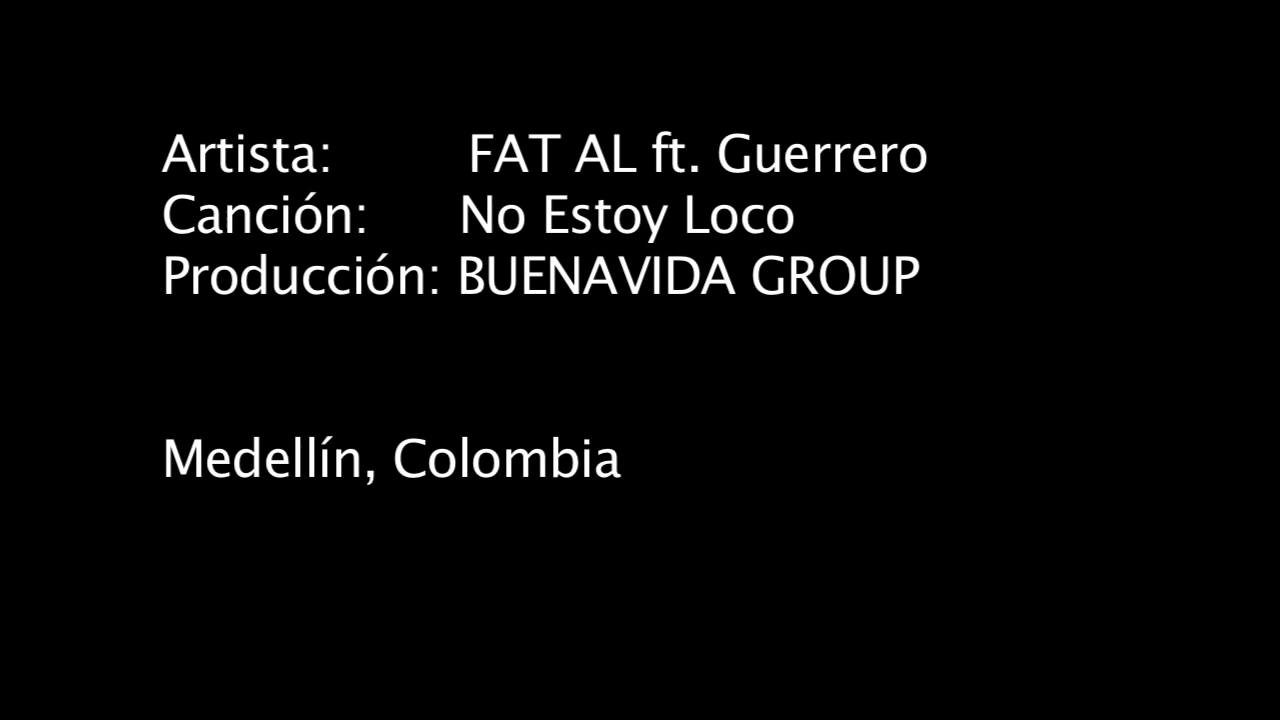 Artista: FAT AL ft. Guerrero
Canción: No Estoy Loco
Producción: BUENAVIDA GROUP
Medellín, Colombia